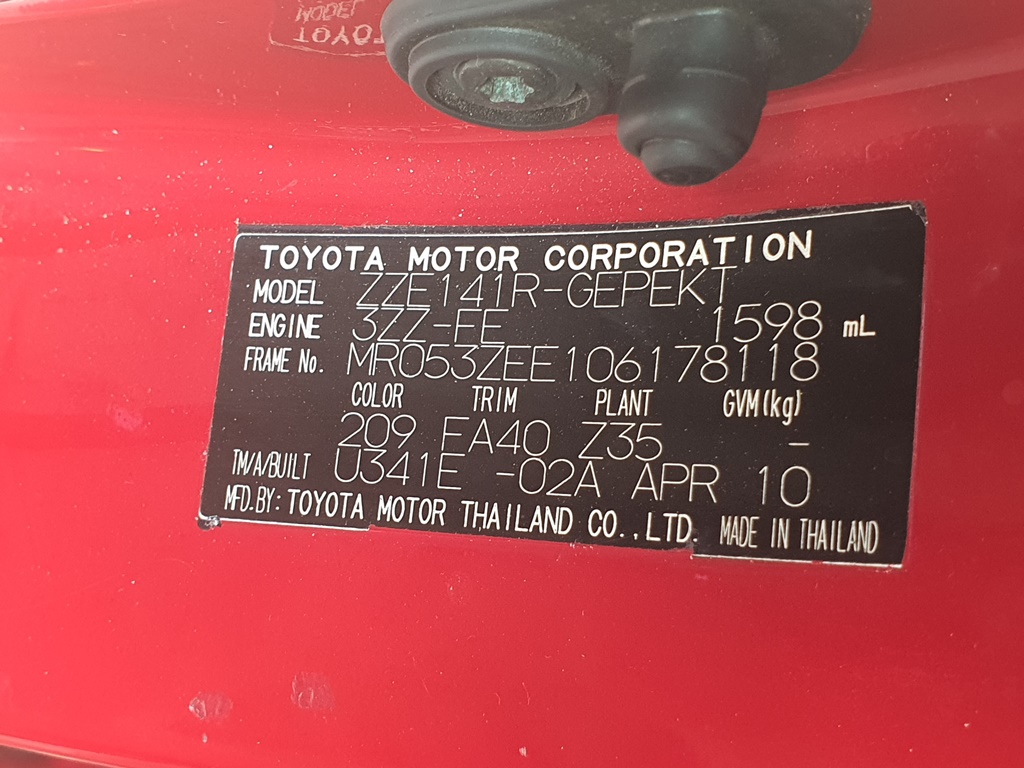 TOYOTA MOTOR CORPORATION
MODEL ZZE141R-GEPEKT
ENGINE 3ZZ-FE 1598 mL
FRAME No. MR053ZEE106178118
COLOR TRIM PLANT GVM(kg)
209 FA40 Z35 -
TM/A/BUILT U341E -02A APR 10
MFD.BY: TOYOTA MOTOR THAILAND CO.,LTD. MADE IN THAILAND